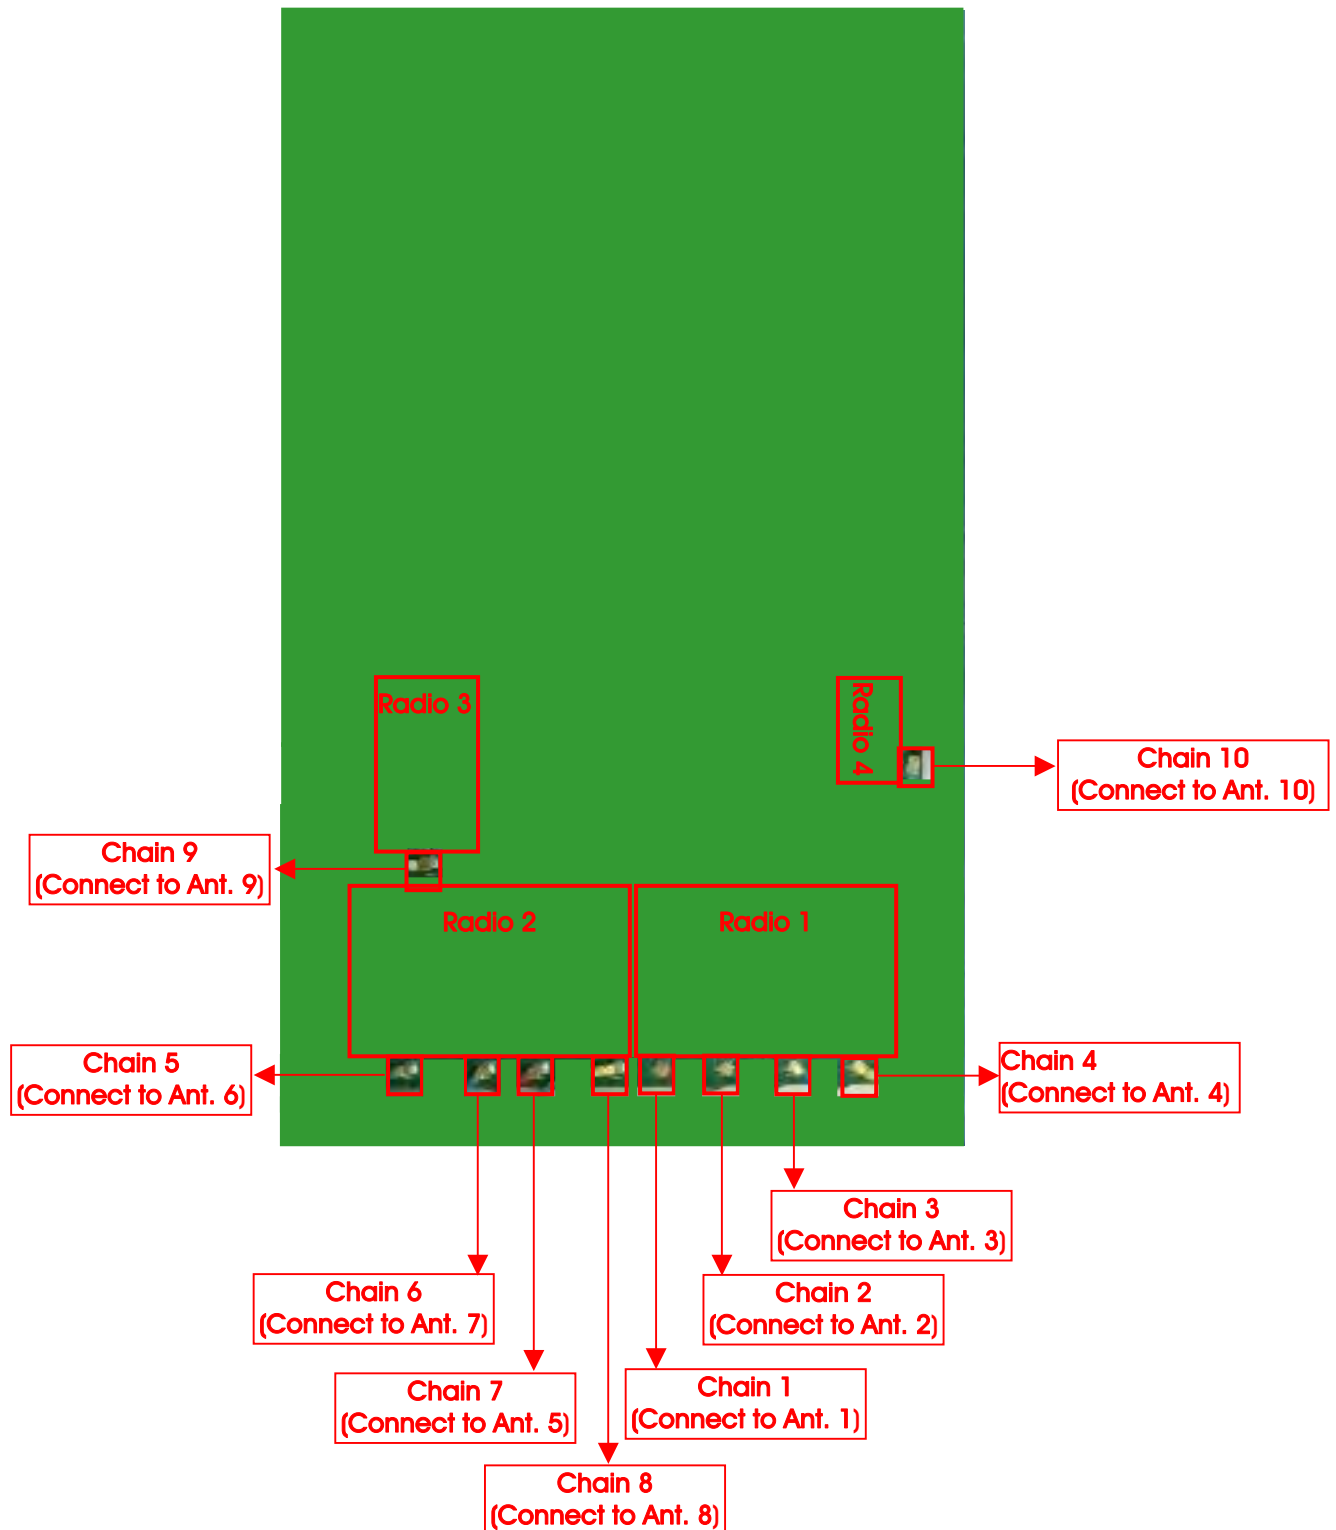 Radio 3
Radio 4
Chain 10
(Connect to Ant. 10)
Chain 9
(Connect to Ant. 9)
Radio 2
Radio 1
Chain 5
(Connect to Ant. 6)
Chain 4
(Connect to Ant. 4)
Chain 3
(Connect to Ant. 3)
Chain 6
(Connect to Ant. 7)
Chain 2
(Connect to Ant. 2)
Chain 7
(Connect to Ant. 5)
Chain 1
(Connect to Ant. 1)
Chain 8
(Connect to Ant. 8)